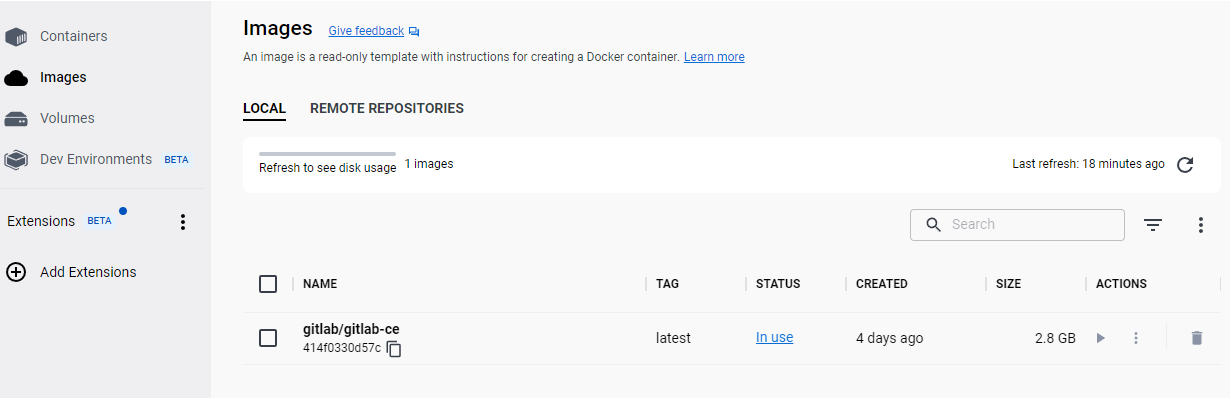 Containers
Images
Volumes
Dev Environments BETA
Extensions BETA
Add Extensions
Images Give feedback
An image is a read-only template with instructions for creating a Docker container. Learn more
LOCAL REMOTE REPOSITORIES
Refresh to see disk usage 1 images Last refresh: 18 minutes ago
Search
NAME TAG STATUS CREATED SIZE ACTIONS
gitlab/gitlab-ce latest In use 4 days ago 2.8 GB
414f0330d57c